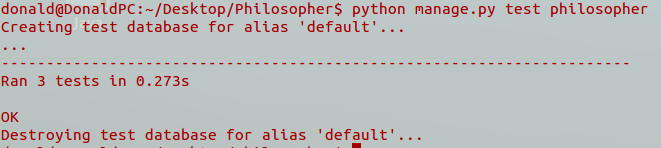 donald@DonaldPC:~/Desktop/Philosopher$ python manage.py test philosopher
Creating test database for alias 'default'...
...
----------------------------------------------------------------------
Ran 3 tests in 0.273s
OK
Destroying test database for alias 'default'...